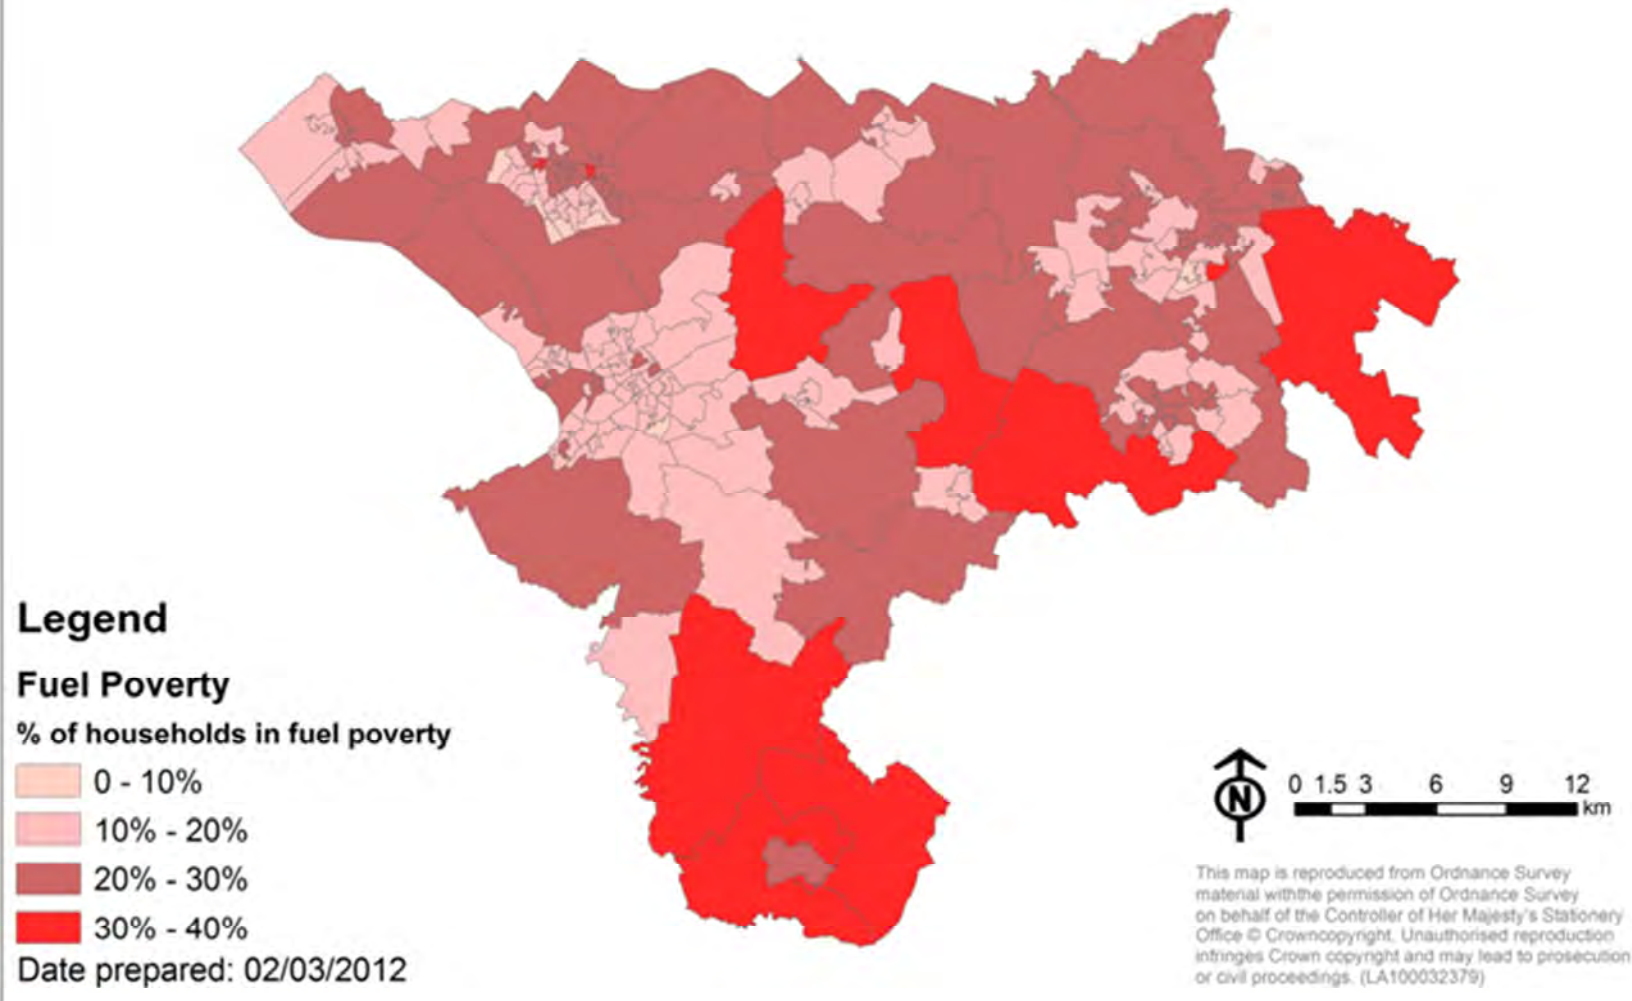 Legend
Fuel Poverty
% of households in fuel poverty
0 - 10%
10% - 20%
20% - 30%
30% - 40%
Date prepared: 02/03/2012
N
0 1.5 3 6 9 12
km
This map is reproduced from Ordnance Survey
material withthe permission of Ordnance Survey
on behalf of the Controller of Her Majesty's Stationery
Office © Crowncopyright. Unauthorised reproduction
infringes Crown copyright and may lead to prosecution
or civil proceedings. (LA100032379)